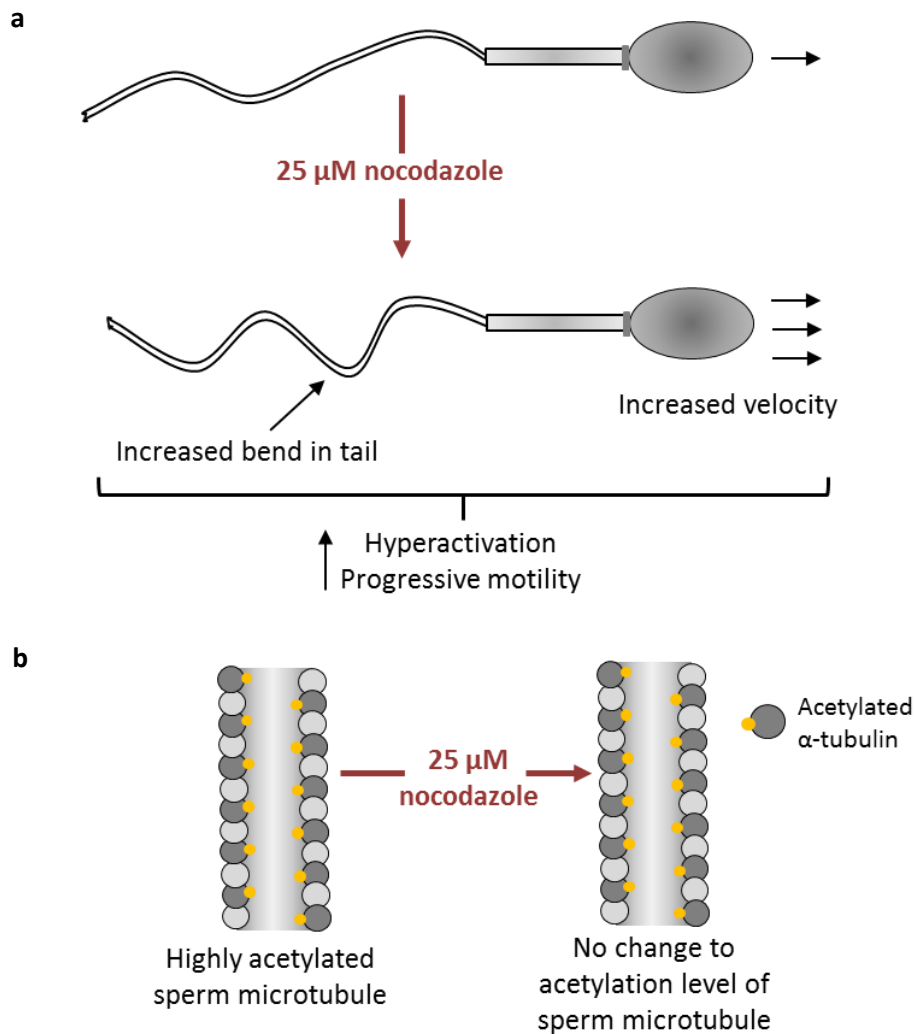 a
25 µM nocodazole
Increased velocity
Increased bend in tail
Hyperactivation
Progressive motility
b
Acetylated
α-tubulin
25 µM
nocodazole
Highly acetylated
sperm microtubule
No change to
acetylation level of
sperm microtubule